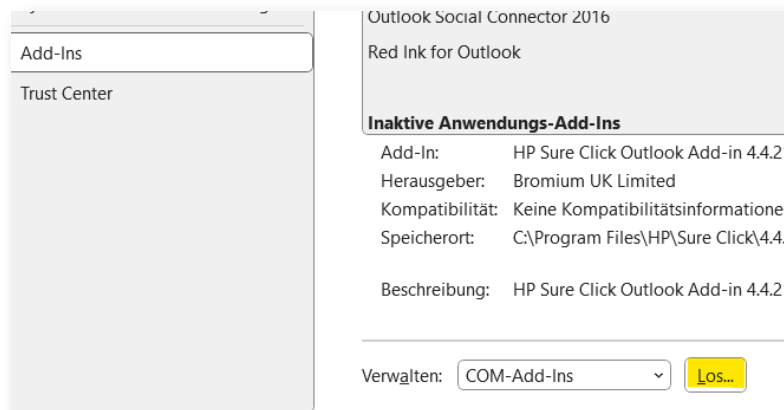 Outlook Social Connector 2016
Add-Ins
Red Ink for Outlook
Trust Center
Inaktive Anwendungs-Add-Ins
Add-In: HP Sure Click Outlook Add-in 4.4.2
Herausgeber: Bromium UK Limited
Kompatibilität: Keine Kompatibilitätsinformatione
Speicherort: C:\Program Files\HP\Sure Click\4.4.
Beschreibung: HP Sure Click Outlook Add-in 4.4.2
Verwalten: COM-Add-Ins Los...